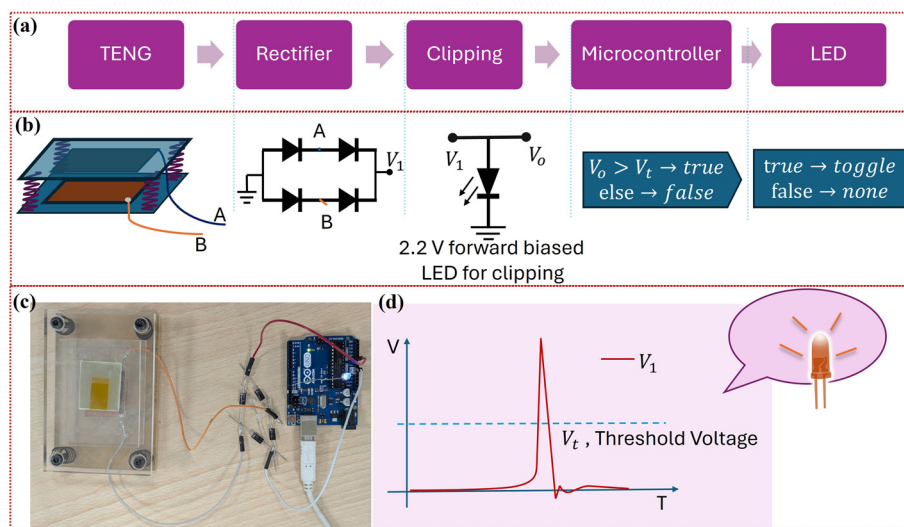 (a)
TENG
Rectifier
Clipping
Microcontroller
LED
(b)
A
B
A
V₁
B
V₁
Vₒ
2.2 V forward biased
LED for clipping
Vₒ > Vₜ → true
else → false
true → toggle
false → none
(c)
(d)
V
V₁
Vₜ , Threshold Voltage
T